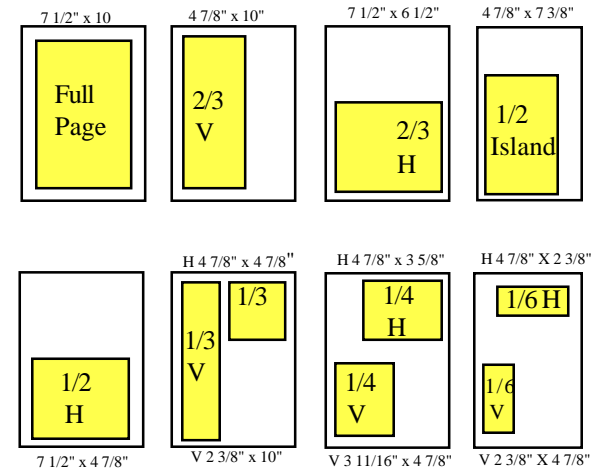 7 1/2" x 10
4 7/8" x 10"
7 1/2" x 6 1/2"
4 7/8" x 7 3/8"
Full
Page
2/3
V
2/3
H
1/2
Island
H 4 7/8" x 4 7/8"
H 4 7/8" x 3 5/8"
H 4 7/8" X 2 3/8"
1/2
H
1/3
V
1/3
1/4
H
1/4
V
1/6 H
1/6
V
7 1/2" x 4 7/8"
V 2 3/8" x 10"
V 3 11/16" x 4 7/8"
V 2 3/8" X 4 7/8"